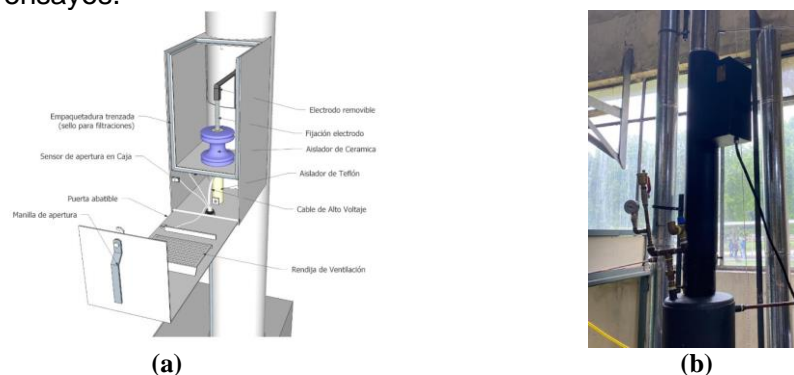 ensayos.
Empaquetadura trenzada
(sello para filtraciones)
Sensor de apertura en Caja
Puerta abatible
Manilla de apertura
Electrodo removible
Fijación electrodo
Aislador de Ceramica
Aislador de Teflón
Cable de Alto Voltaje
Rendija de Ventilación
(a)
(b)